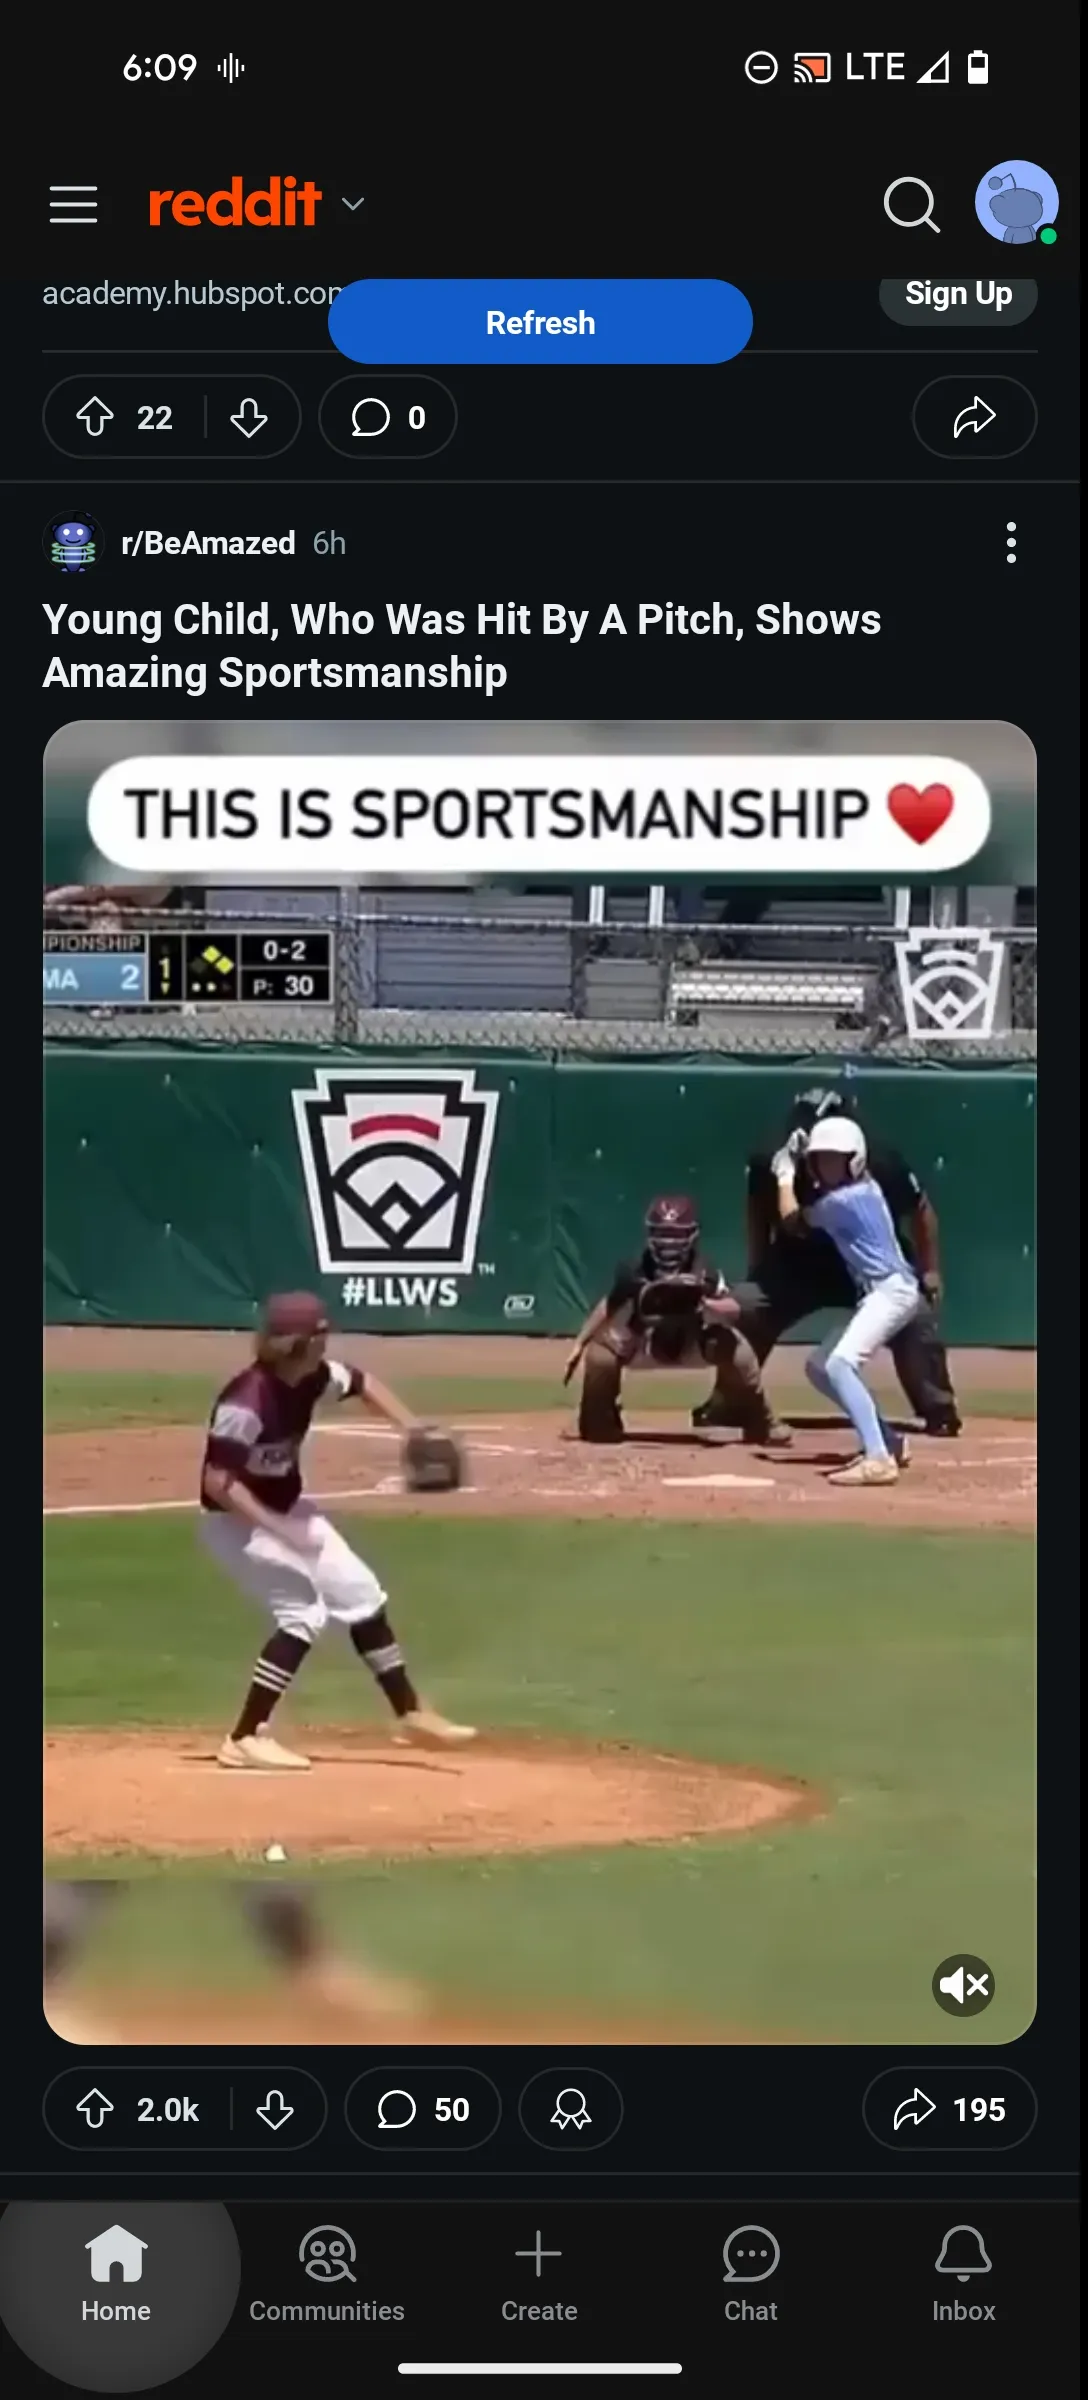 6:09
LTE
reddit
academy.hubspot.com
Refresh
Sign Up
22
0
r/BeAmazed 6h
Young Child, Who Was Hit By A Pitch, Shows
Amazing Sportsmanship
THIS IS SPORTSMANSHIP ❤️
PIONSHIP
MA 2
1
0-2
P: 30
#LLWS
TM
2.0k
50
195
Home
Communities
Create
Chat
Inbox